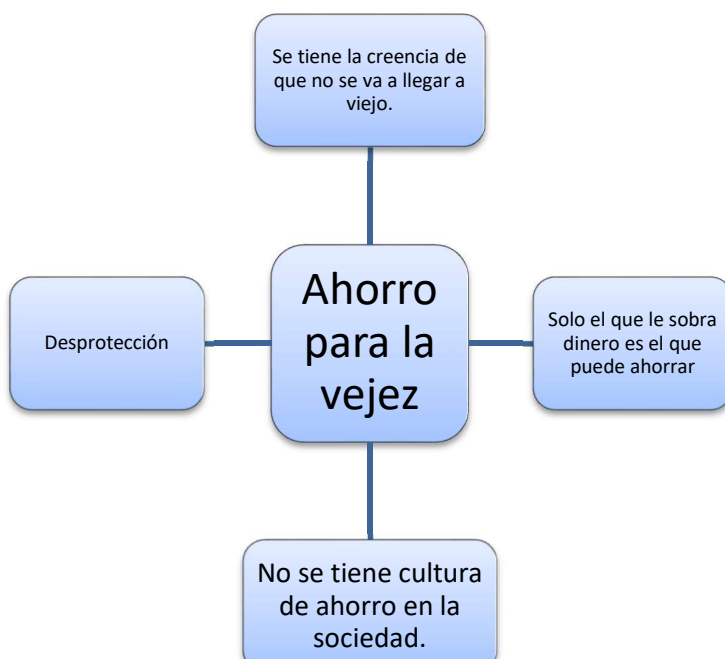 Se tiene la creencia de
que no se va a llegar a
viejo.
Desprotección
Ahorro
para la
vejez
Solo el que le sobra
dinero es el que
puede ahorrar
No se tiene cultura
de ahorro en la
sociedad.